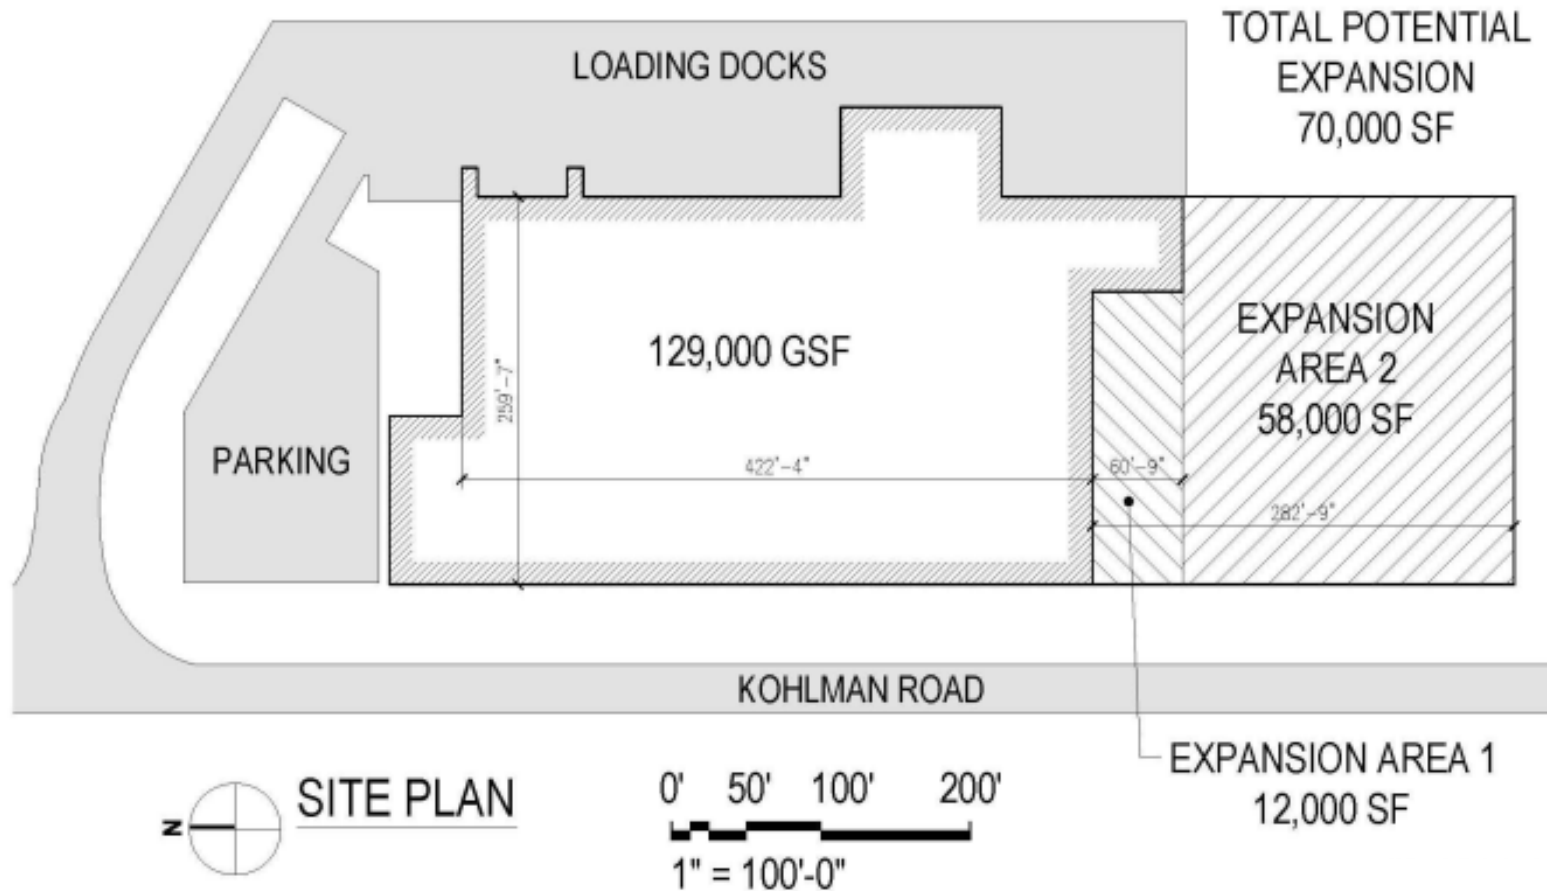 TOTAL POTENTIAL
EXPANSION
70,000 SF
LOADING DOCKS
129,000 GSF
259'-7"
EXPANSION
AREA 2
58,000 SF
PARKING
422'-4"
60'-9"
282'-9"
KOHLMAN ROAD
EXPANSION AREA 1
12,000 SF
N
SITE PLAN
0' 50' 100' 200'
1" = 100'-0"